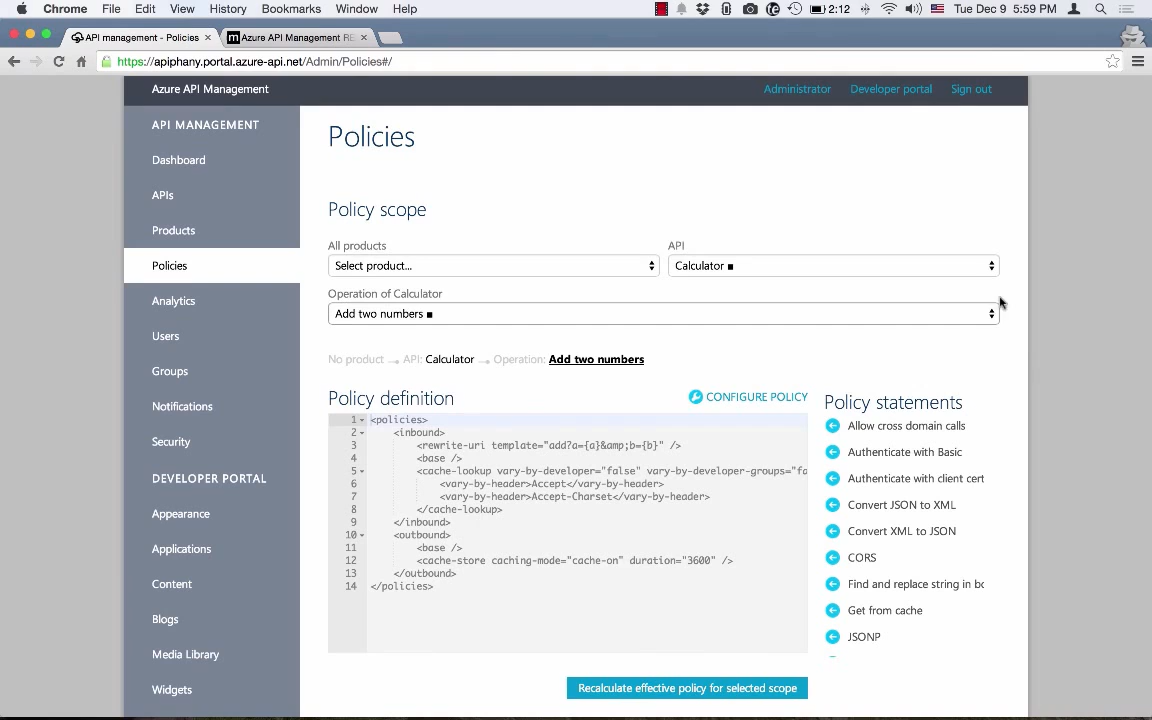 Chrome File Edit View History Bookmarks Window Help 2:12 Tue Dec 9 5:59 PM
API management - Policies × Azure API Management RE ×
https://apiphany.portal.azure-api.net/Admin/Policies#/
Azure API Management Administrator Developer portal Sign out
API MANAGEMENT
Dashboard
APIs
Products
Policies
Analytics
Users
Groups
Notifications
Security
DEVELOPER PORTAL
Appearance
Applications
Content
Blogs
Media Library
Widgets
Policies
Policy scope
All products API
Select product... Calculator ■
Operation of Calculator
Add two numbers ■
No product → API: Calculator → Operation: Add two numbers
Policy definition CONFIGURE POLICY
1 <policies>
2 <inbound>
3 <rewrite-uri template="add?a={a}&amp;b={b}" />
4 <base />
5 <cache-lookup vary-by-developer="false" vary-by-developer-groups="fa
6 <vary-by-header>Accept</vary-by-header>
7 <vary-by-header>Accept-Charset</vary-by-header>
8 </cache-lookup>
9 </inbound>
10 <outbound>
11 <base />
12 <cache-store caching-mode="cache-on" duration="3600" />
13 </outbound>
14 </policies>
Policy statements
Allow cross domain calls
Authenticate with Basic
Authenticate with client cert
Convert JSON to XML
Convert XML to JSON
CORS
Find and replace string in bo
Get from cache
JSONP
Recalculate effective policy for selected scope